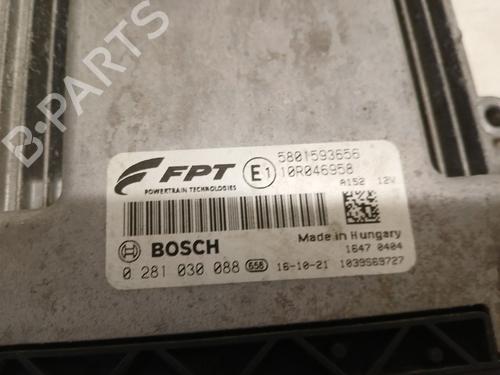 B-PARTS
FPT
POWERTRAIN TECHNOLOGIES
E1
5801593656
10R046958
A152 12V
BOSCH
Made in Hungary
1647 0404
0 281 030 088 658 16-10-21 1039S69727